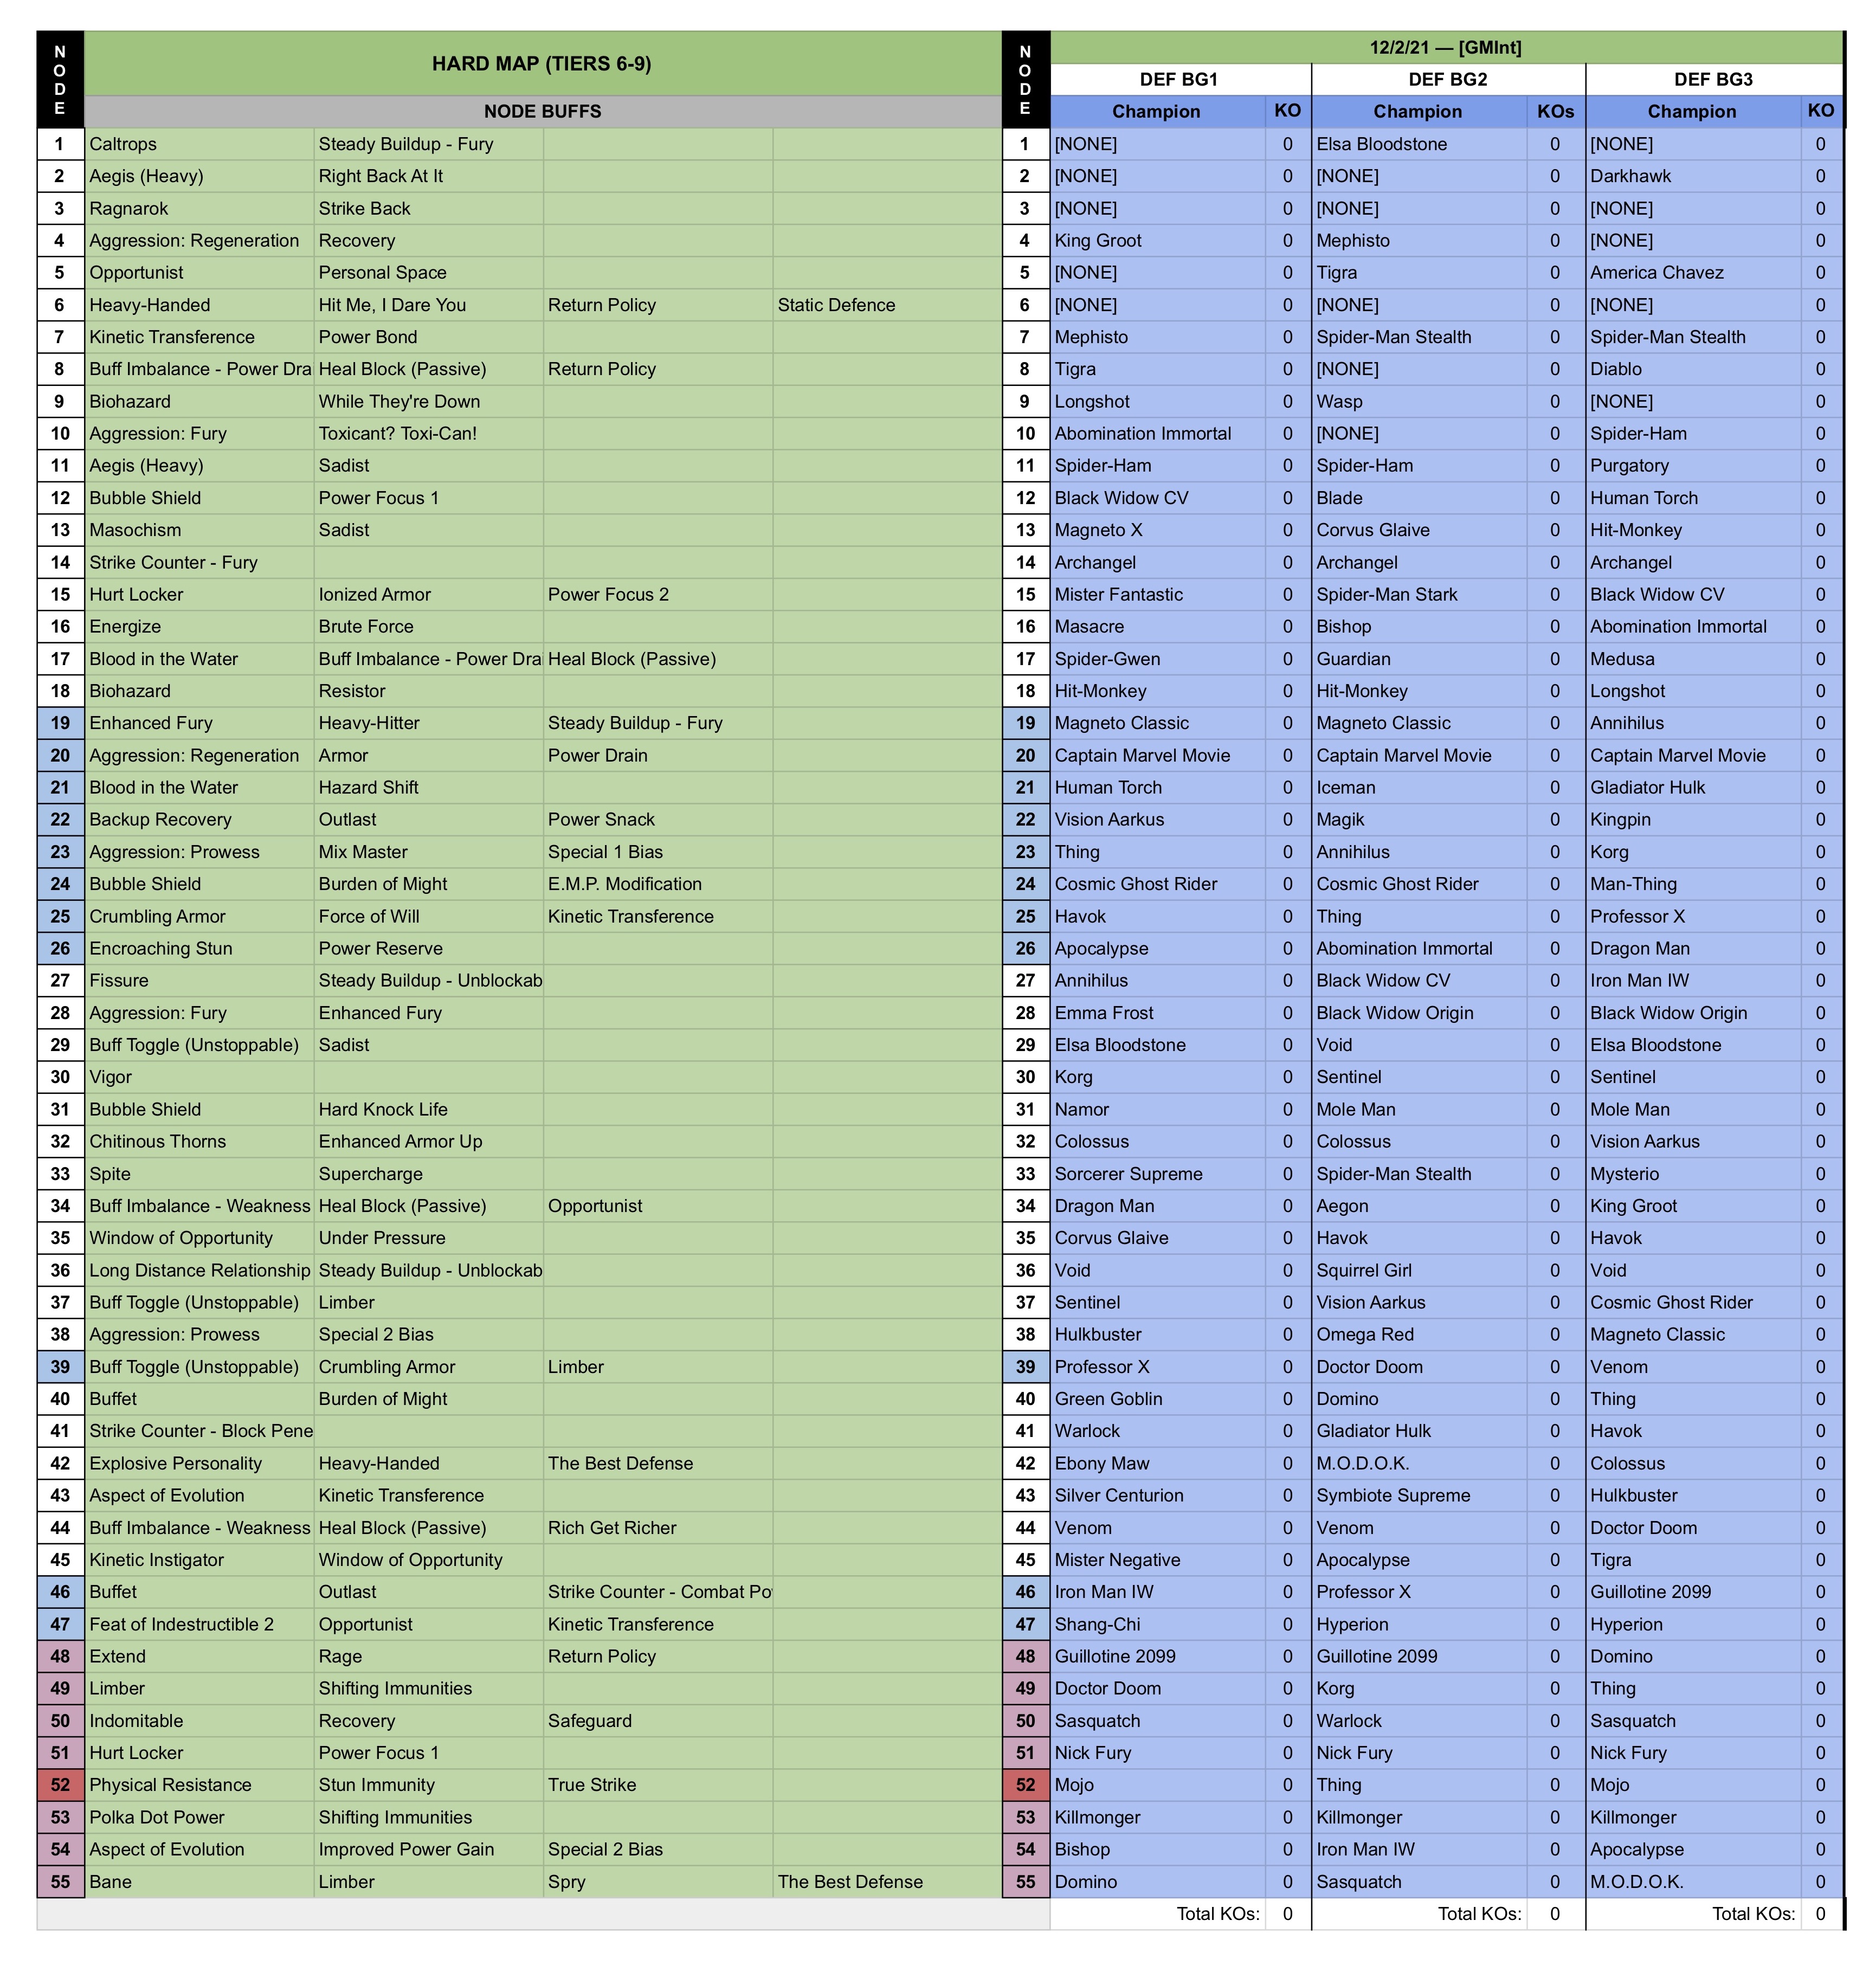 NODE HARD MAP (TIERS 6-9) NODE 12/2/21 — [GMInt]
DEF BG1 DEF BG2 DEF BG3
NODE BUFFS Champion KO Champion KOs Champion KO
1 Caltrops Steady Buildup - Fury 1 [NONE] 0 Elsa Bloodstone 0 [NONE] 0
2 Aegis (Heavy) Right Back At It 2 [NONE] 0 [NONE] 0 Darkhawk 0
3 Ragnarok Strike Back 3 [NONE] 0 [NONE] 0 [NONE] 0
4 Aggression: Regeneration Recovery 4 King Groot 0 Mephisto 0 [NONE] 0
5 Opportunist Personal Space 5 [NONE] 0 Tigra 0 America Chavez 0
6 Heavy-Handed Hit Me, I Dare You Return Policy Static Defence 6 [NONE] 0 [NONE] 0 [NONE] 0
7 Kinetic Transference Power Bond 7 Mephisto 0 Spider-Man Stealth 0 Spider-Man Stealth 0
8 Buff Imbalance - Power Dra Heal Block (Passive) Return Policy 8 Tigra 0 [NONE] 0 Diablo 0
9 Biohazard While They're Down 9 Longshot 0 Wasp 0 [NONE] 0
10 Aggression: Fury Toxicant? Toxi-Can! 10 Abomination Immortal 0 [NONE] 0 Spider-Ham 0
11 Aegis (Heavy) Sadist 11 Spider-Ham 0 Spider-Ham 0 Purgatory 0
12 Bubble Shield Power Focus 1 12 Black Widow CV 0 Blade 0 Human Torch 0
13 Masochism Sadist 13 Magneto X 0 Corvus Glaive 0 Hit-Monkey 0
14 Strike Counter - Fury 14 Archangel 0 Archangel 0 Archangel 0
15 Hurt Locker Ionized Armor Power Focus 2 15 Mister Fantastic 0 Spider-Man Stark 0 Black Widow CV 0
16 Energize Brute Force 16 Masacre 0 Bishop 0 Abomination Immortal 0
17 Blood in the Water Buff Imbalance - Power Drai Heal Block (Passive) 17 Spider-Gwen 0 Guardian 0 Medusa 0
18 Biohazard Resistor 18 Hit-Monkey 0 Hit-Monkey 0 Longshot 0
19 Enhanced Fury Heavy-Hitter Steady Buildup - Fury 19 Magneto Classic 0 Magneto Classic 0 Annihilus 0
20 Aggression: Regeneration Armor Power Drain 20 Captain Marvel Movie 0 Captain Marvel Movie 0 Captain Marvel Movie 0
21 Blood in the Water Hazard Shift 21 Human Torch 0 Iceman 0 Gladiator Hulk 0
22 Backup Recovery Outlast Power Snack 22 Vision Aarkus 0 Magik 0 Kingpin 0
23 Aggression: Prowess Mix Master Special 1 Bias 23 Thing 0 Annihilus 0 Korg 0
24 Bubble Shield Burden of Might E.M.P. Modification 24 Cosmic Ghost Rider 0 Cosmic Ghost Rider 0 Man-Thing 0
25 Crumbling Armor Force of Will Kinetic Transference 25 Havok 0 Thing 0 Professor X 0
26 Encroaching Stun Power Reserve 26 Apocalypse 0 Abomination Immortal 0 Dragon Man 0
27 Fissure Steady Buildup - Unblockab 27 Annihilus 0 Black Widow CV 0 Iron Man IW 0
28 Aggression: Fury Enhanced Fury 28 Emma Frost 0 Black Widow Origin 0 Black Widow Origin 0
29 Buff Toggle (Unstoppable) Sadist 29 Elsa Bloodstone 0 Void 0 Elsa Bloodstone 0
30 Vigor 30 Korg 0 Sentinel 0 Sentinel 0
31 Bubble Shield Hard Knock Life 31 Namor 0 Mole Man 0 Mole Man 0
32 Chitinous Thorns Enhanced Armor Up 32 Colossus 0 Colossus 0 Vision Aarkus 0
33 Spite Supercharge 33 Sorcerer Supreme 0 Spider-Man Stealth 0 Mysterio 0
34 Buff Imbalance - Weakness Heal Block (Passive) Opportunist 34 Dragon Man 0 Aegon 0 King Groot 0
35 Window of Opportunity Under Pressure 35 Corvus Glaive 0 Havok 0 Havok 0
36 Long Distance Relationship Steady Buildup - Unblockab 36 Void 0 Squirrel Girl 0 Void 0
37 Buff Toggle (Unstoppable) Limber 37 Sentinel 0 Vision Aarkus 0 Cosmic Ghost Rider 0
38 Aggression: Prowess Special 2 Bias 38 Hulkbuster 0 Omega Red 0 Magneto Classic 0
39 Buff Toggle (Unstoppable) Crumbling Armor Limber 39 Professor X 0 Doctor Doom 0 Venom 0
40 Buffet Burden of Might 40 Green Goblin 0 Domino 0 Thing 0
41 Strike Counter - Block Pene 41 Warlock 0 Gladiator Hulk 0 Havok 0
42 Explosive Personality Heavy-Handed The Best Defense 42 Ebony Maw 0 M.O.D.O.K. 0 Colossus 0
43 Aspect of Evolution Kinetic Transference 43 Silver Centurion 0 Symbiote Supreme 0 Hulkbuster 0
44 Buff Imbalance - Weakness Heal Block (Passive) Rich Get Richer 44 Venom 0 Venom 0 Doctor Doom 0
45 Kinetic Instigator Window of Opportunity 45 Mister Negative 0 Apocalypse 0 Tigra 0
46 Buffet Outlast Strike Counter - Combat Po 46 Iron Man IW 0 Professor X 0 Guillotine 2099 0
47 Feat of Indestructible 2 Opportunist Kinetic Transference 47 Shang-Chi 0 Hyperion 0 Hyperion 0
48 Extend Rage Return Policy 48 Guillotine 2099 0 Guillotine 2099 0 Domino 0
49 Limber Shifting Immunities 49 Doctor Doom 0 Korg 0 Thing 0
50 Indomitable Recovery Safeguard 50 Sasquatch 0 Warlock 0 Sasquatch 0
51 Hurt Locker Power Focus 1 51 Nick Fury 0 Nick Fury 0 Nick Fury 0
52 Physical Resistance Stun Immunity True Strike 52 Mojo 0 Thing 0 Mojo 0
53 Polka Dot Power Shifting Immunities 53 Killmonger 0 Killmonger 0 Killmonger 0
54 Aspect of Evolution Improved Power Gain Special 2 Bias 54 Bishop 0 Iron Man IW 0 Apocalypse 0
55 Bane Limber Spry The Best Defense 55 Domino 0 Sasquatch 0 M.O.D.O.K. 0
Total KOs: 0 Total KOs: 0 Total KOs: 0